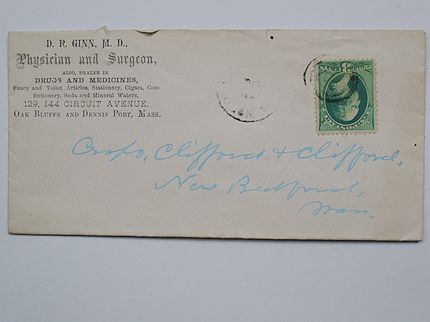 D. R. GINN, M. D.,
Physician and Surgeon,
ALSO, DEALER IN
DRUGS AND MEDICINES,
Fancy and Toilet Articles, Stationery, Cigars, Con-
fectionery, Soda and Mineral Waters,
129, 144 CIRCUIT AVENUE,
OAK BLUFFS AND DENNIS PORT, MASS.
Crapo, Clifford & Clifford,
New Bedford,
Mass.